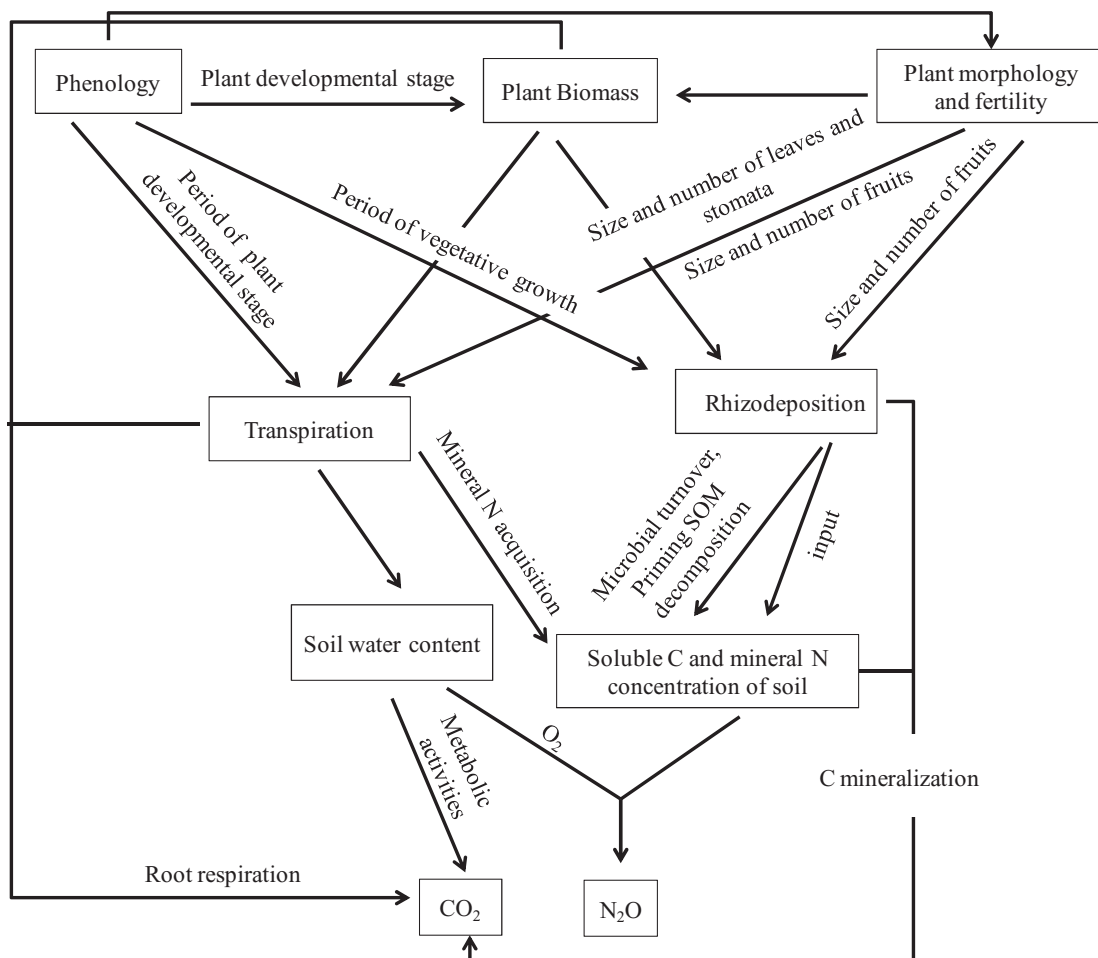 Phenology
Plant developmental stage
Plant Biomass
Plant morphology
and fertility
Period of plant
developmental stage
Period of vegetative growth
Size and number of leaves and
stomata
Size and number of fruits
Size and number of fruits
Transpiration
Rhizodeposition
Mineral N acquisition
Microbial turnover,
Priming SOM
decomposition
input
Soil water content
Soluble C and mineral N
concentration of soil
Metabolic
activities
O₂
C mineralization
Root respiration
CO₂
N₂O